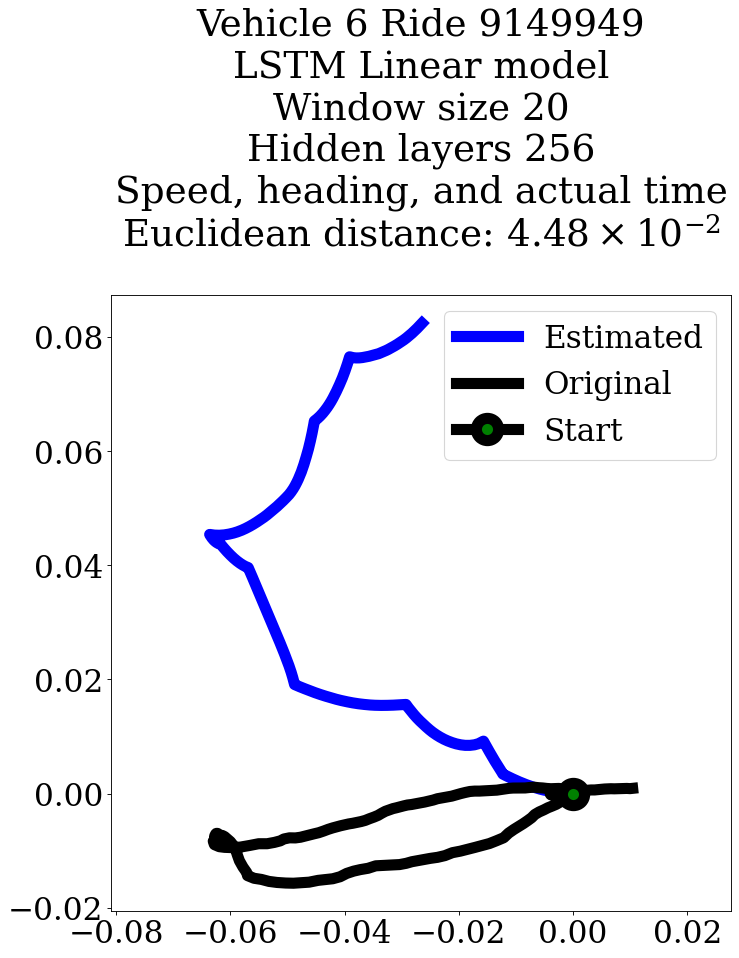 Vehicle 6 Ride 9149949
LSTM Linear model
Window size 20
Hidden layers 256
Speed, heading, and actual time
Euclidean distance: 4.48 × 10⁻²
Estimated
Original
Start
0.08
0.06
0.04
0.02
0.00
−0.02
−0.08 −0.06 −0.04 −0.02 0.00 0.02